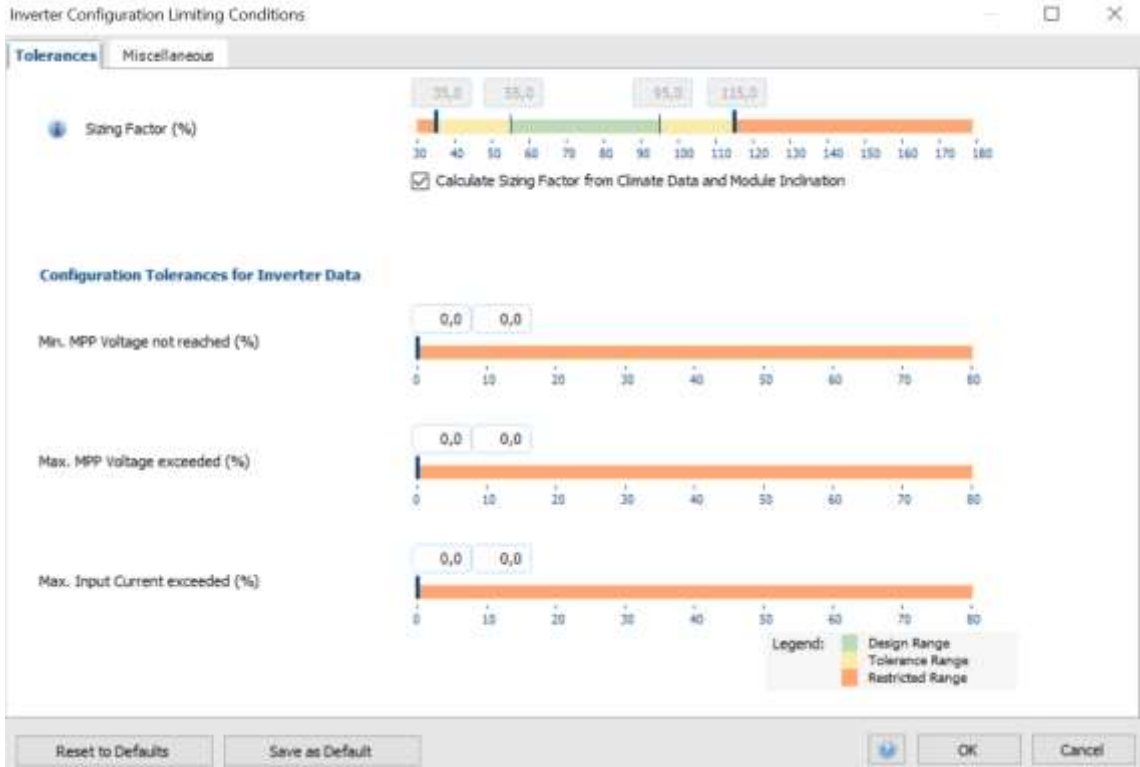 Inverter Configuration Limiting Conditions
Tolerances Miscellaneous
35,0 55,0 95,0 115,0
Sizing Factor (%)
30 40 50 60 70 80 90 100 110 120 130 140 150 160 170 180
Calculate Sizing Factor from Climate Data and Module Inclination
Configuration Tolerances for Inverter Data
0,0 0,0
Min. MPP Voltage not reached (%)
0 10 20 30 40 50 60 70 80
0,0 0,0
Max. MPP Voltage exceeded (%)
0 10 20 30 40 50 60 70 80
0,0 0,0
Max. Input Current exceeded (%)
0 10 20 30 40 50 60 70 80
Legend: Design Range
Tolerance Range
Restricted Range
Reset to Defaults Save as Default OK Cancel